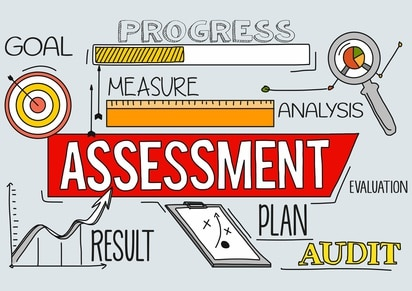 PROGRESS
GOAL
MEASURE
ANALYSIS
ASSESSMENT
EVALUATION
PLAN
RESULT
AUDIT